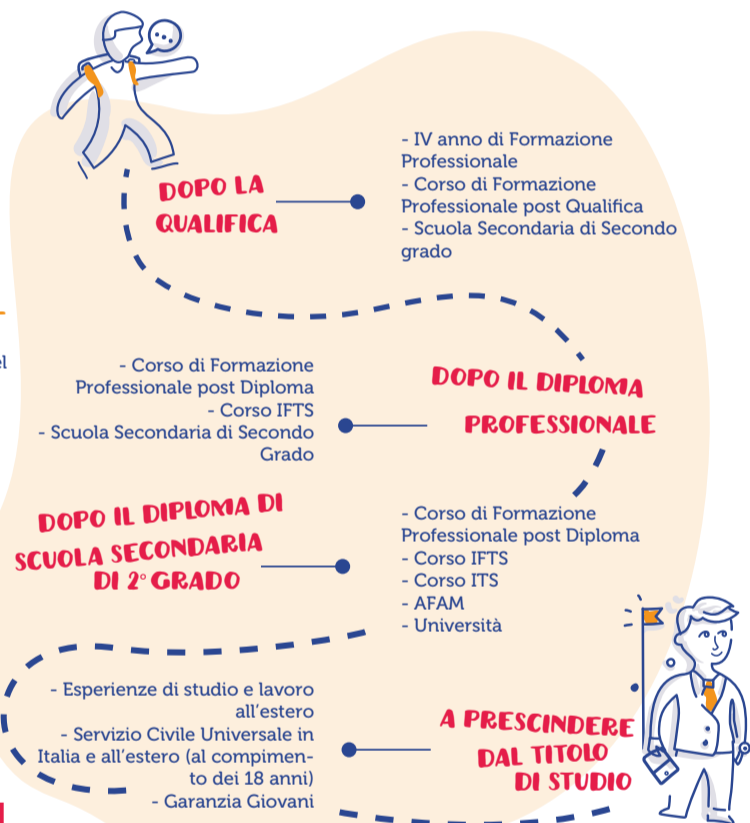 DOPO LA
QUALIFICA
- IV anno di Formazione
Professionale
- Corso di Formazione
Professionale post Qualifica
- Scuola Secondaria di Secondo
grado
el
DOPO IL DIPLOMA
PROFESSIONALE
- Corso di Formazione
Professionale post Diploma
- Corso IFTS
- Scuola Secondaria di Secondo
Grado
DOPO IL DIPLOMA DI
SCUOLA SECONDARIA
DI 2° GRADO
- Corso di Formazione
Professionale post Diploma
- Corso IFTS
- Corso ITS
- AFAM
- Università
A PRESCINDERE
DAL TITOLO
DI STUDIO
- Esperienze di studio e lavoro
all'estero
- Servizio Civile Universale in
Italia e all'estero (al compimen-
to dei 18 anni)
- Garanzia Giovani